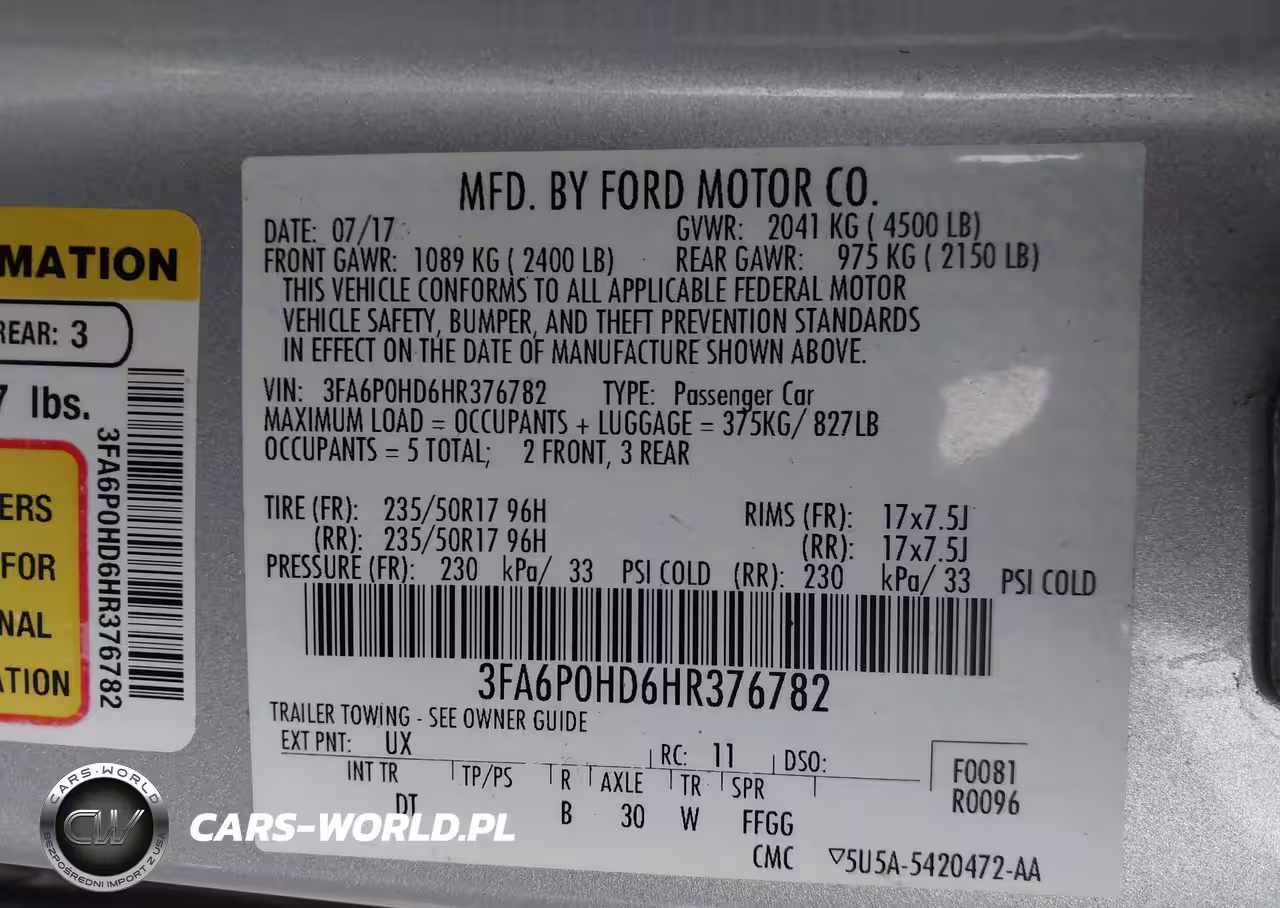 MATION
REAR: 3
7 lbs.
3FA6P0HD6HR376782
ERS
FOR
NAL
ATION
MFD. BY FORD MOTOR CO.
DATE: 07/17 GVWR: 2041 KG ( 4500 LB)
FRONT GAWR: 1089 KG ( 2400 LB) REAR GAWR: 975 KG ( 2150 LB)
THIS VEHICLE CONFORMS TO ALL APPLICABLE FEDERAL MOTOR
VEHICLE SAFETY, BUMPER, AND THEFT PREVENTION STANDARDS
IN EFFECT ON THE DATE OF MANUFACTURE SHOWN ABOVE.
VIN: 3FA6P0HD6HR376782 TYPE: Passenger Car
MAXIMUM LOAD = OCCUPANTS + LUGGAGE = 375KG/ 827LB
OCCUPANTS = 5 TOTAL; 2 FRONT, 3 REAR
TIRE (FR): 235/50R17 96H RIMS (FR): 17x7.5J
(RR): 235/50R17 96H (RR): 17x7.5J
PRESSURE (FR): 230 kPa/ 33 PSI COLD (RR): 230 kPa/ 33 PSI COLD
3FA6P0HD6HR376782
TRAILER TOWING - SEE OWNER GUIDE
EXT PNT: UX RC: 11 DSO:
INT TR TP/PS R AXLE TR SPR
DT B 30 W FFGG
F0081
R0096
CMC ▽5U5A-5420472-AA
CARS-WORLD
CW
BEZPOŚREDNI IMPORT Z USA
CARS-WORLD.PL